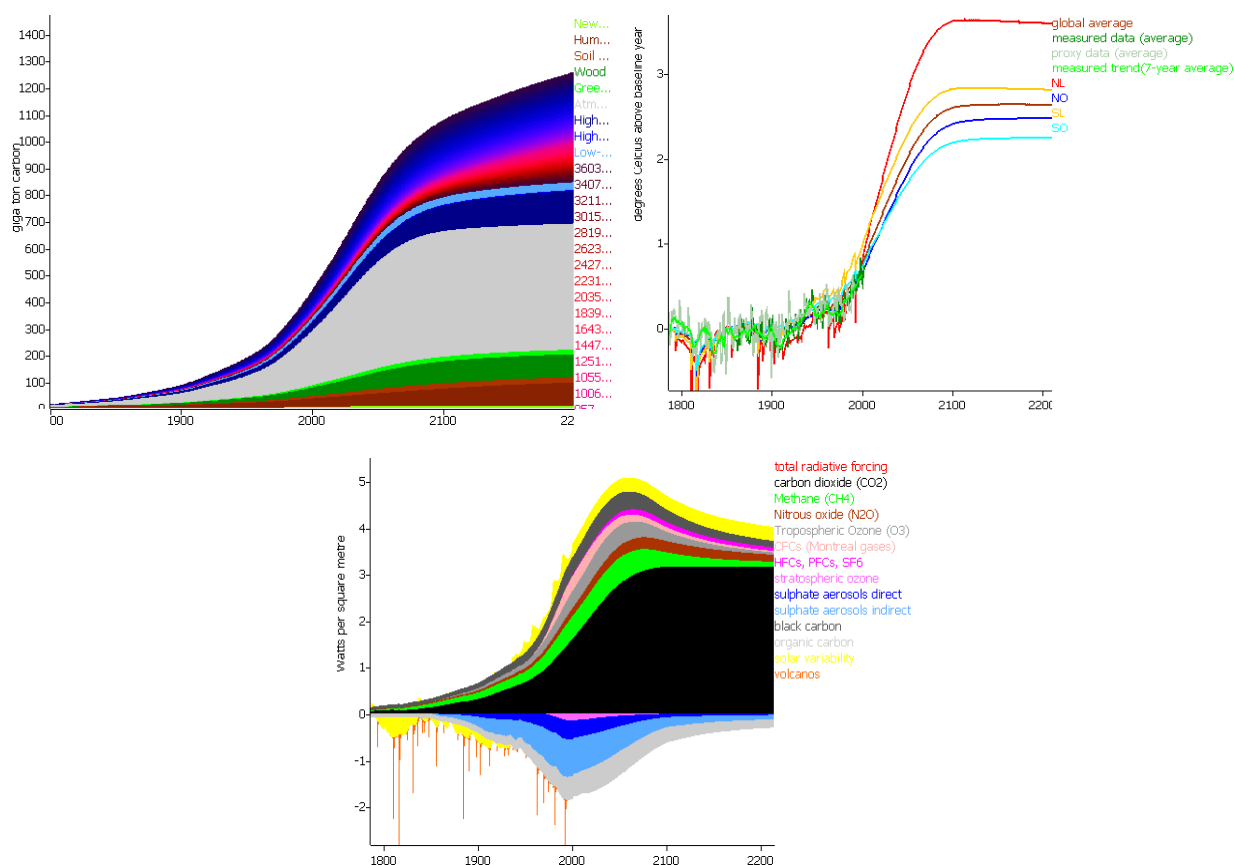 1400
1300
1200
1100
1000
900
800
700
600
500
400
300
200
100
0
giga ton carbon
00
1900
2000
2100
22
New...
Hum...
Soil ...
Wood
Gree...
Atm...
High...
High...
Low-...
3603...
3407...
3211...
3015...
2819...
2623...
2427...
2231...
2035...
1839...
1643...
1447...
1251...
1055...
1006...
degrees Celcius above baseline year
3
2
1
0
1800
1900
2000
2100
2200
global average
measured data (average)
proxy data (average)
measured trend(7-year average)
NL
NO
SL
SO
Watts per square metre
5
4
3
2
1
0
-1
-2
1800
1900
2000
2100
2200
total radiative forcing
carbon dioxide (CO2)
Methane (CH4)
Nitrous oxide (N2O)
Tropospheric Ozone (O3)
CFCs (Montreal gases)
HFCs, PFCs, SF6
stratospheric ozone
sulphate aerosols direct
sulphate aerosols indirect
black carbon
organic carbon
solar variability
volcanos